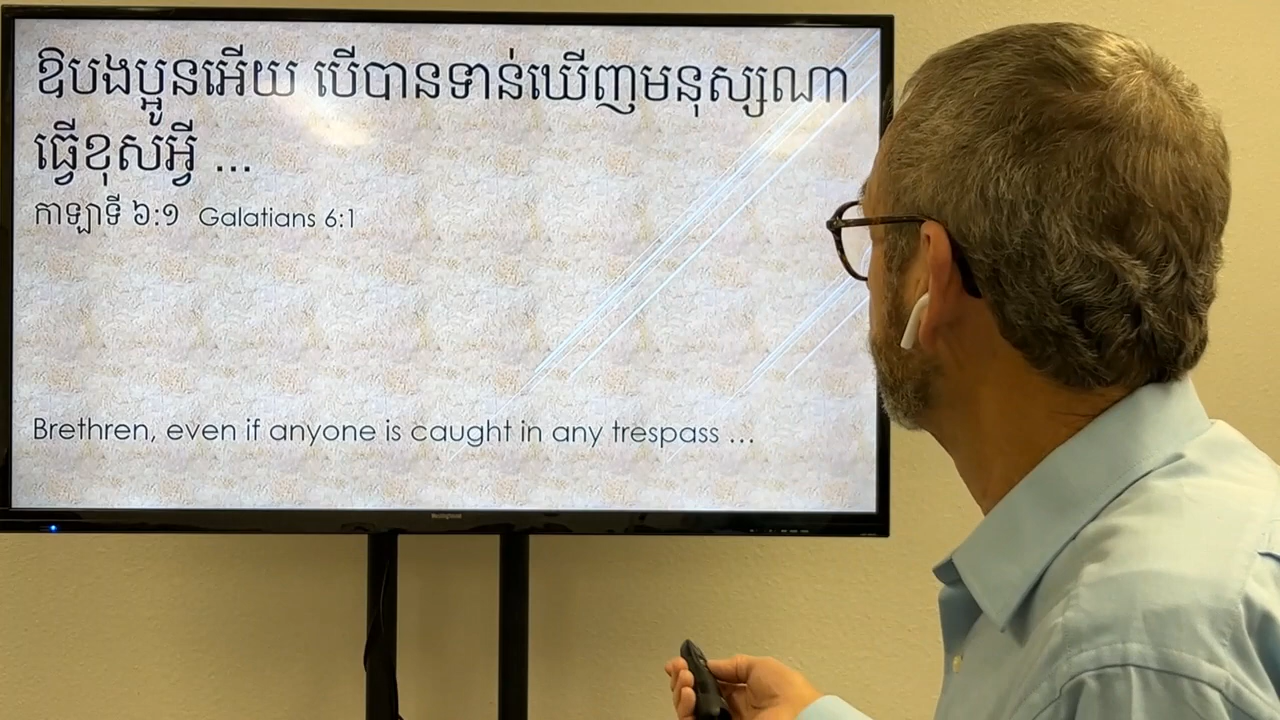 ឱបងប្អូនអើយ បើបានទាន់ឃើញមនុស្សណា
ធ្វើខុសអ្វី ...
កាឡាទី ៦:១ Galatians 6:1
Brethren, even if anyone is caught in any trespass ...
Westinghouse